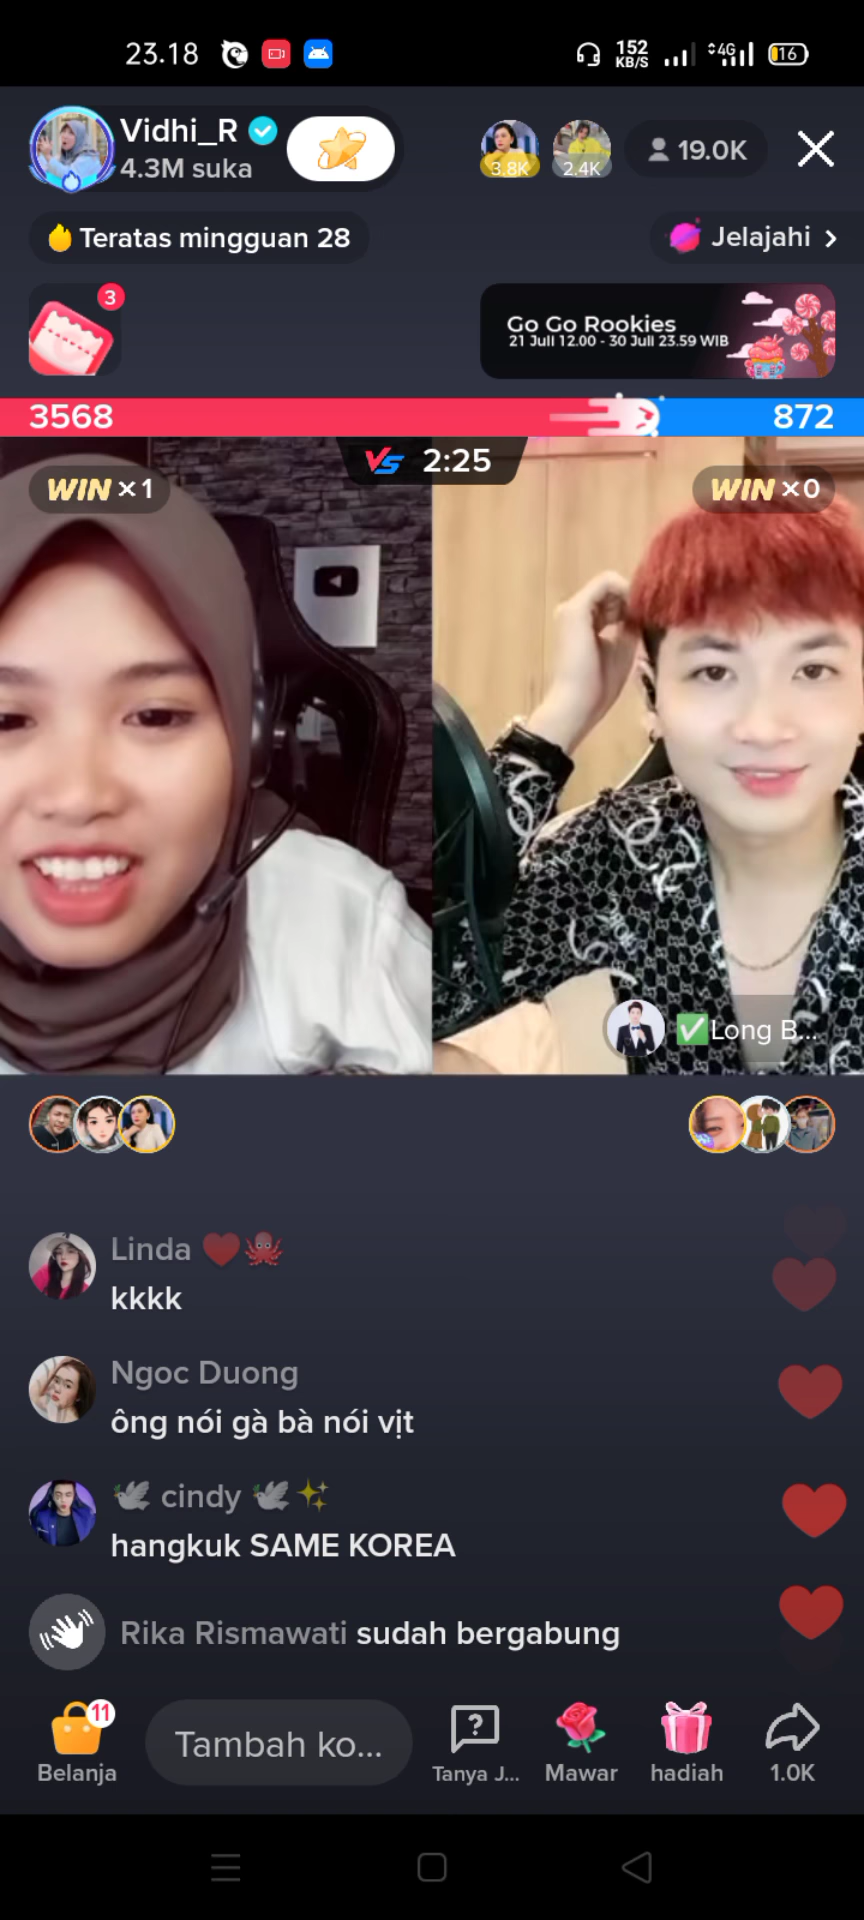 23.18 152 KB/S 4G 16
Vidhi_R
4.3M suka
3.8K 2.4K 19.0K
Teratas mingguan 28
Jelajahi >
3
Go Go Rookies
21 Juli 12.00 - 30 Juli 23.59 WIB
3568 872
VS 2:25
WIN ×1
WIN ×0
✅Long B...
Linda ❤️🐙
kkkk
Ngoc Duong
ông nói gà bà nói vịt
🕊 cindy 🕊✨
hangkuk SAME KOREA
Rika Rismawati sudah bergabung
11
Tambah ko...
Belanja
Tanya J...
Mawar
hadiah
1.0K